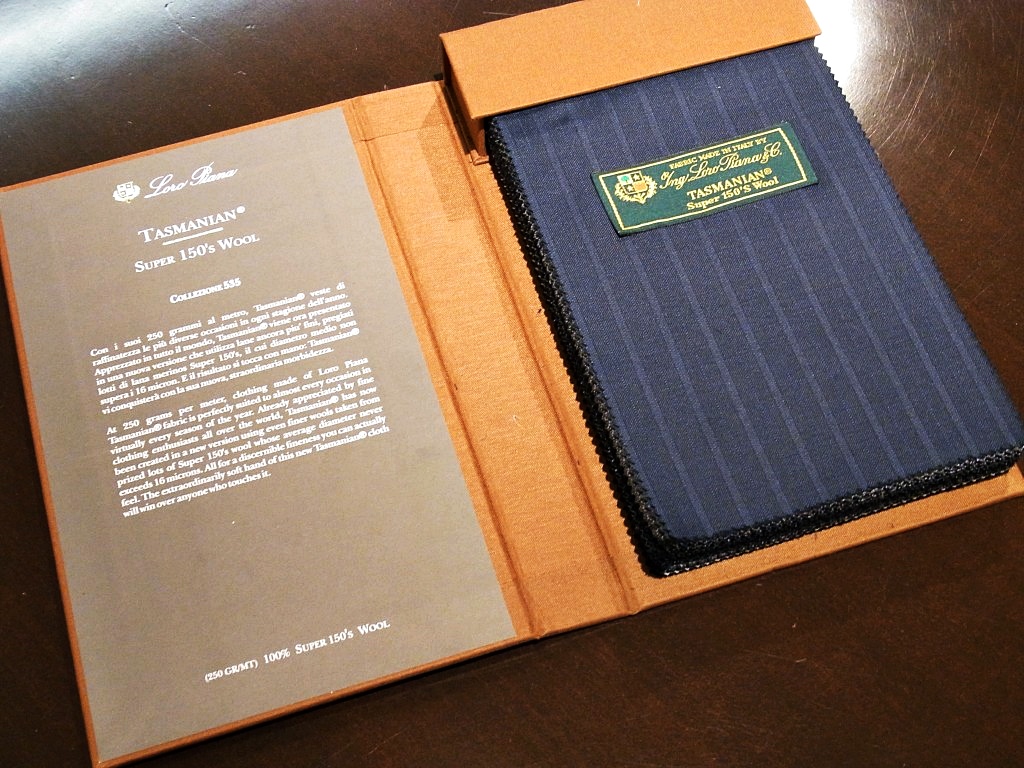 Loro Piana
TASMANIAN®
SUPER 150's WOOL
COLLEZIONE 535
Con i suoi 250 grammi al metro, Tasmanian® veste di
raffinatezza le più diverse occasioni in ogni stagione dell'anno.
Apprezzato in tutto il mondo, Tasmanian® viene ora presentato
in una nuova versione che utilizza lane ancora piu' fini, pregiati
lotti di lana merinos Super 150's, il cui diametro medio non
supera i 16 micron. E il risultato si tocca con mano: Tasmanian®
vi conquisterà con la sua nuova, straordinaria morbidezza.
At 250 grams per meter, clothing made of Loro Piana
Tasmanian® fabric is perfectly suited to almost every occasion in
virtually every season of the year. Already appreciated by fine
clothing enthusiasts all over the world, Tasmanian® has now
been created in a new version using even finer wools taken from
prized lots of Super 150's wool whose average diameter never
exceeds 16 microns. All for a discernible fineness you can actually
feel. The extraordinarily soft hand of this new Tasmanian® cloth
will win over anyone who touches it.
(250 GR/MT) 100% SUPER 150's WOOL
FABRIC MADE IN ITALY BY
Ing. Loro Piana & C.
TASMANIAN®
Super 150'S Wool